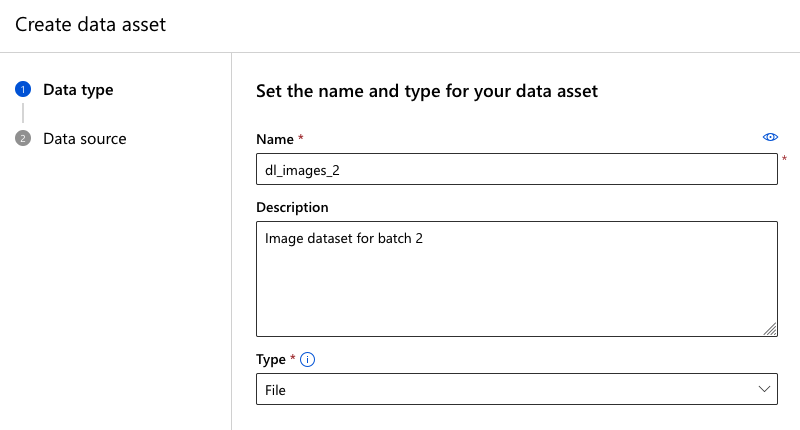 Create data asset
1 Data type
2 Data source
Set the name and type for your data asset
Name *
dl_images_2 *
Description
Image dataset for batch 2
Type * i
File